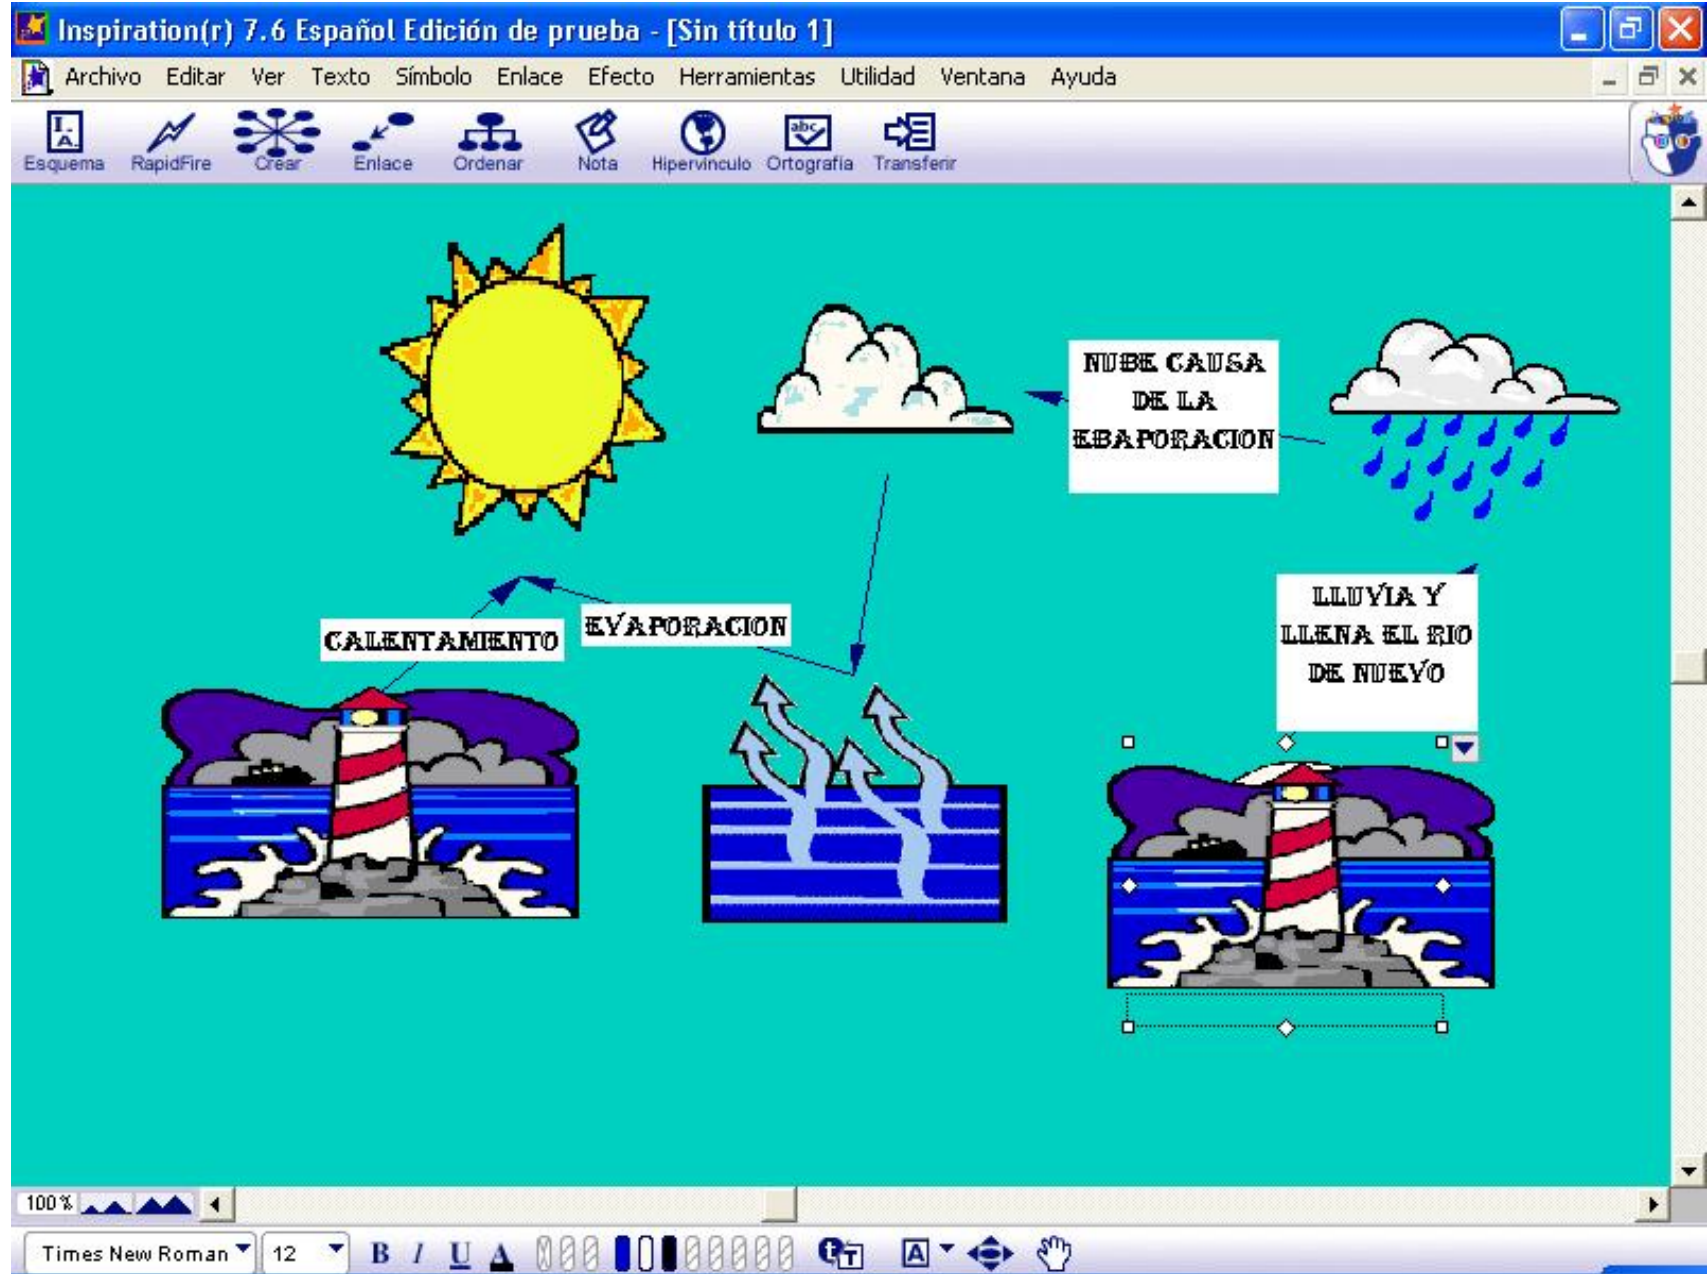 Inspiration(r) 7.6 Español Edición de prueba - [Sin título 1]
Archivo Editar Ver Texto Símbolo Enlace Efecto Herramientas Utilidad Ventana Ayuda
I.
A.
abc
Esquema RapidFire Crear Enlace Ordenar Nota Hipervínculo Ortografía Transferir
NUBE CAUSA
DE LA
EBAPORACION
CALENTAMIENTO
EVAPORACION
LLUVIA Y
LLENA EL RIO
DE NUEVO
100%
Times New Roman 12 B I U A t T A